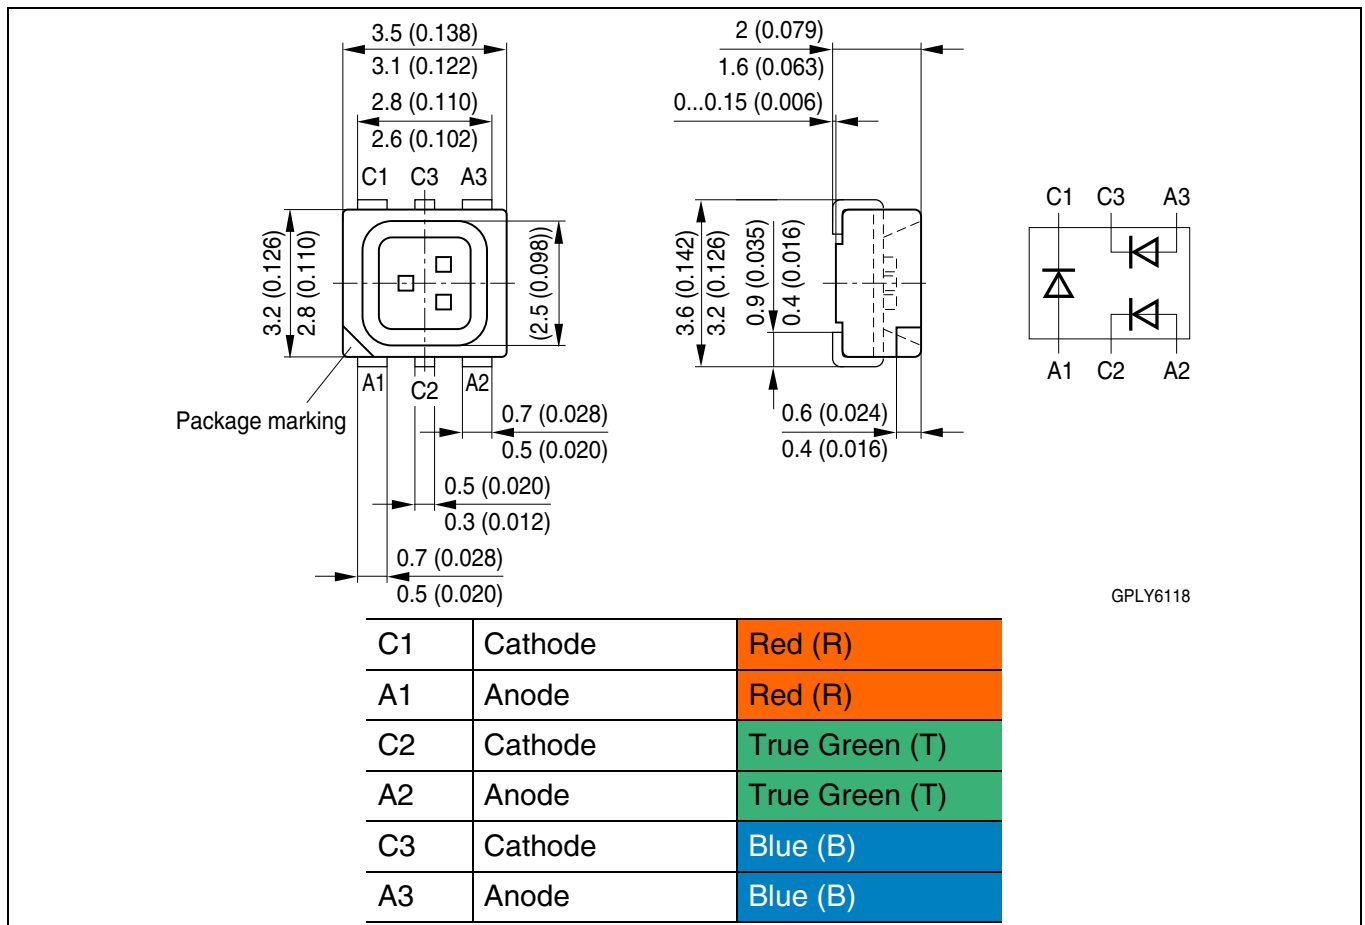 3.5 (0.138)
3.1 (0.122)
2.8 (0.110)
2.6 (0.102)
C1 C3 A3
3.2 (0.126)
2.8 (0.110)
(2.5 (0.098))
A1 C2 A2
Package marking
0.7 (0.028)
0.5 (0.020)
0.5 (0.020)
0.3 (0.012)
0.7 (0.028)
0.5 (0.020)
2 (0.079)
1.6 (0.063)
0...0.15 (0.006)
3.6 (0.142)
3.2 (0.126)
0.9 (0.035)
0.4 (0.016)
0.6 (0.024)
0.4 (0.016)
C1 C3 A3
A1 C2 A2
GPLY6118
C1 Cathode Red (R)
A1 Anode Red (R)
C2 Cathode True Green (T)
A2 Anode True Green (T)
C3 Cathode Blue (B)
A3 Anode Blue (B)